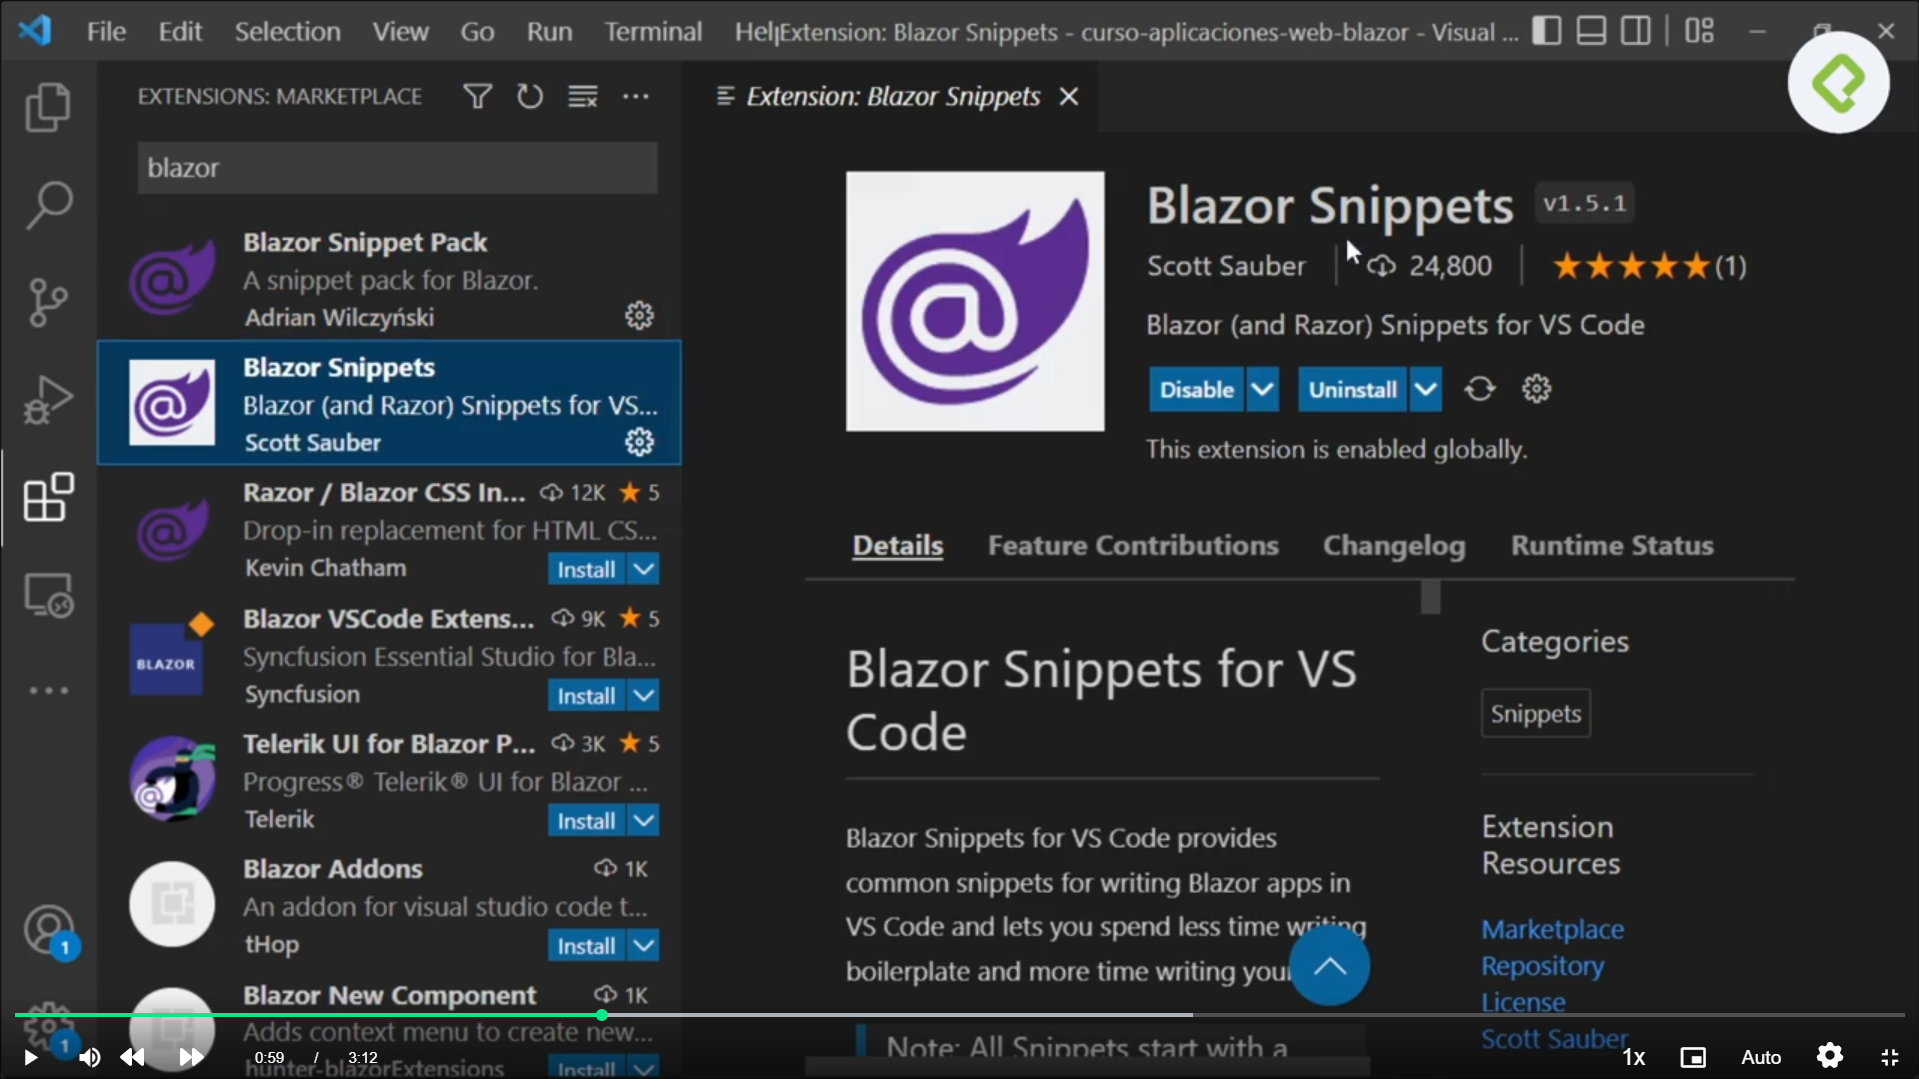 File Edit Selection View Go Run Terminal Help Extension: Blazor Snippets - curso-aplicaciones-web-blazor - Visual ...
EXTENSIONS: MARKETPLACE
blazor
Blazor Snippet Pack
A snippet pack for Blazor.
Adrian Wilczyński
Blazor Snippets
Blazor (and Razor) Snippets for VS...
Scott Sauber
Razor / Blazor CSS In... 12K ★ 5
Drop-in replacement for HTML CS...
Kevin Chatham Install
BLAZOR
Blazor VSCode Extens... 9K ★ 5
Syncfusion Essential Studio for Bla...
Syncfusion Install
Telerik UI for Blazor P... 3K ★ 5
Progress® Telerik® UI for Blazor ...
Telerik Install
Blazor Addons 1K
An addon for visual studio code t...
tHop Install
Blazor New Component 1K
Adds context menu to create new...
hunter-blazorExtensions Install
1
1
Extension: Blazor Snippets
Blazor Snippets v1.5.1
Scott Sauber 24,800 ★★★★★(1)
Blazor (and Razor) Snippets for VS Code
Disable Uninstall
This extension is enabled globally.
Details Feature Contributions Changelog Runtime Status
Blazor Snippets for VS
Code
Blazor Snippets for VS Code provides
common snippets for writing Blazor apps in
VS Code and lets you spend less time writing
boilerplate and more time writing your
Note: All Snippets start with a
Categories
Snippets
Extension
Resources
Marketplace
Repository
License
Scott Sauber
0:59 / 3:12
1x Auto